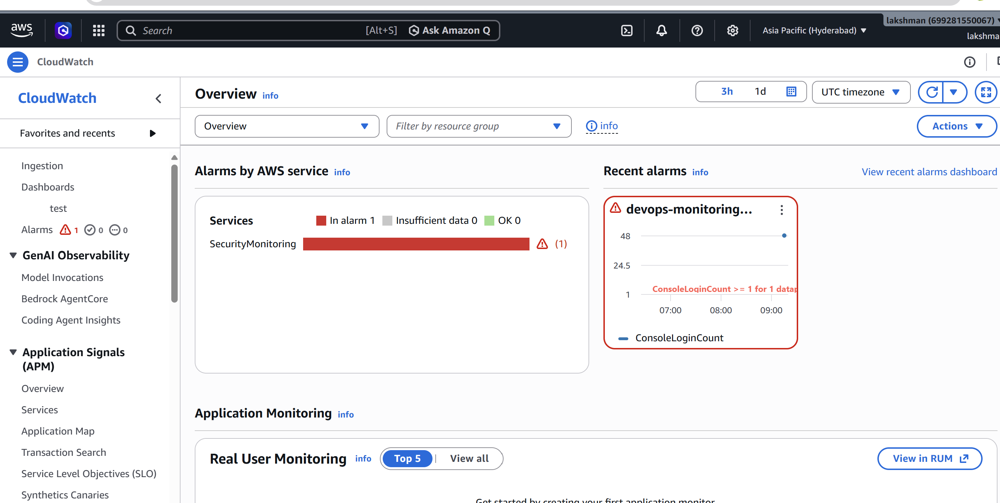 aws
Search [Alt+S] Ask Amazon Q
Asia Pacific (Hyderabad)
lakshman (699281550067)
CloudWatch
CloudWatch
Favorites and recents
Ingestion
Dashboards
test
Alarms 1 0 0
GenAI Observability
Model Invocations
Bedrock AgentCore
Coding Agent Insights
Application Signals
(APM)
Overview
Services
Application Map
Transaction Search
Service Level Objectives (SLO)
Synthetics Canaries
Overview info
3h 1d UTC timezone
Overview
Filter by resource group
info
Actions
Alarms by AWS service info
Services In alarm 1 Insufficient data 0 OK 0
SecurityMonitoring (1)
Recent alarms info
View recent alarms dashboard
devops-monitoring...
48
24.5
ConsoleLoginCount >= 1 for 1
1
07:00 08:00 09:00
ConsoleLoginCount
Application Monitoring info
Real User Monitoring info Top 5 View all
View in RUM
Get started by creating your first application monitor